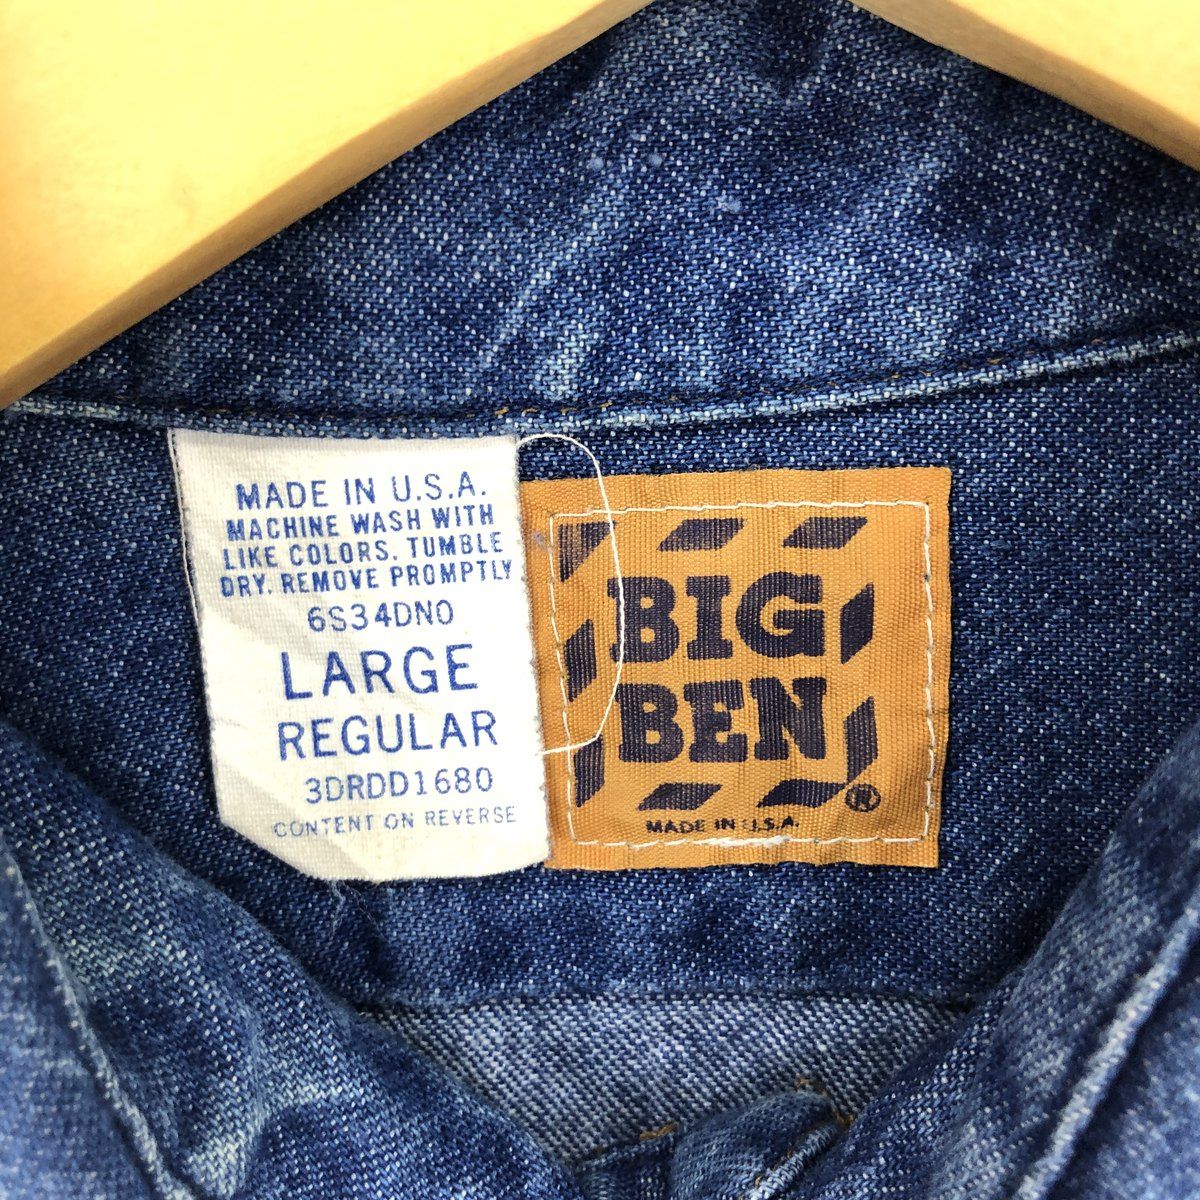 MADE IN U.S.A.
MACHINE WASH WITH
LIKE COLORS. TUMBLE
DRY. REMOVE PROMPTLY
6S34DNO
LARGE
REGULAR
3DRDD1680
CONTENT ON REVERSE
BIG
BEN
®
MADE IN U.S.A.